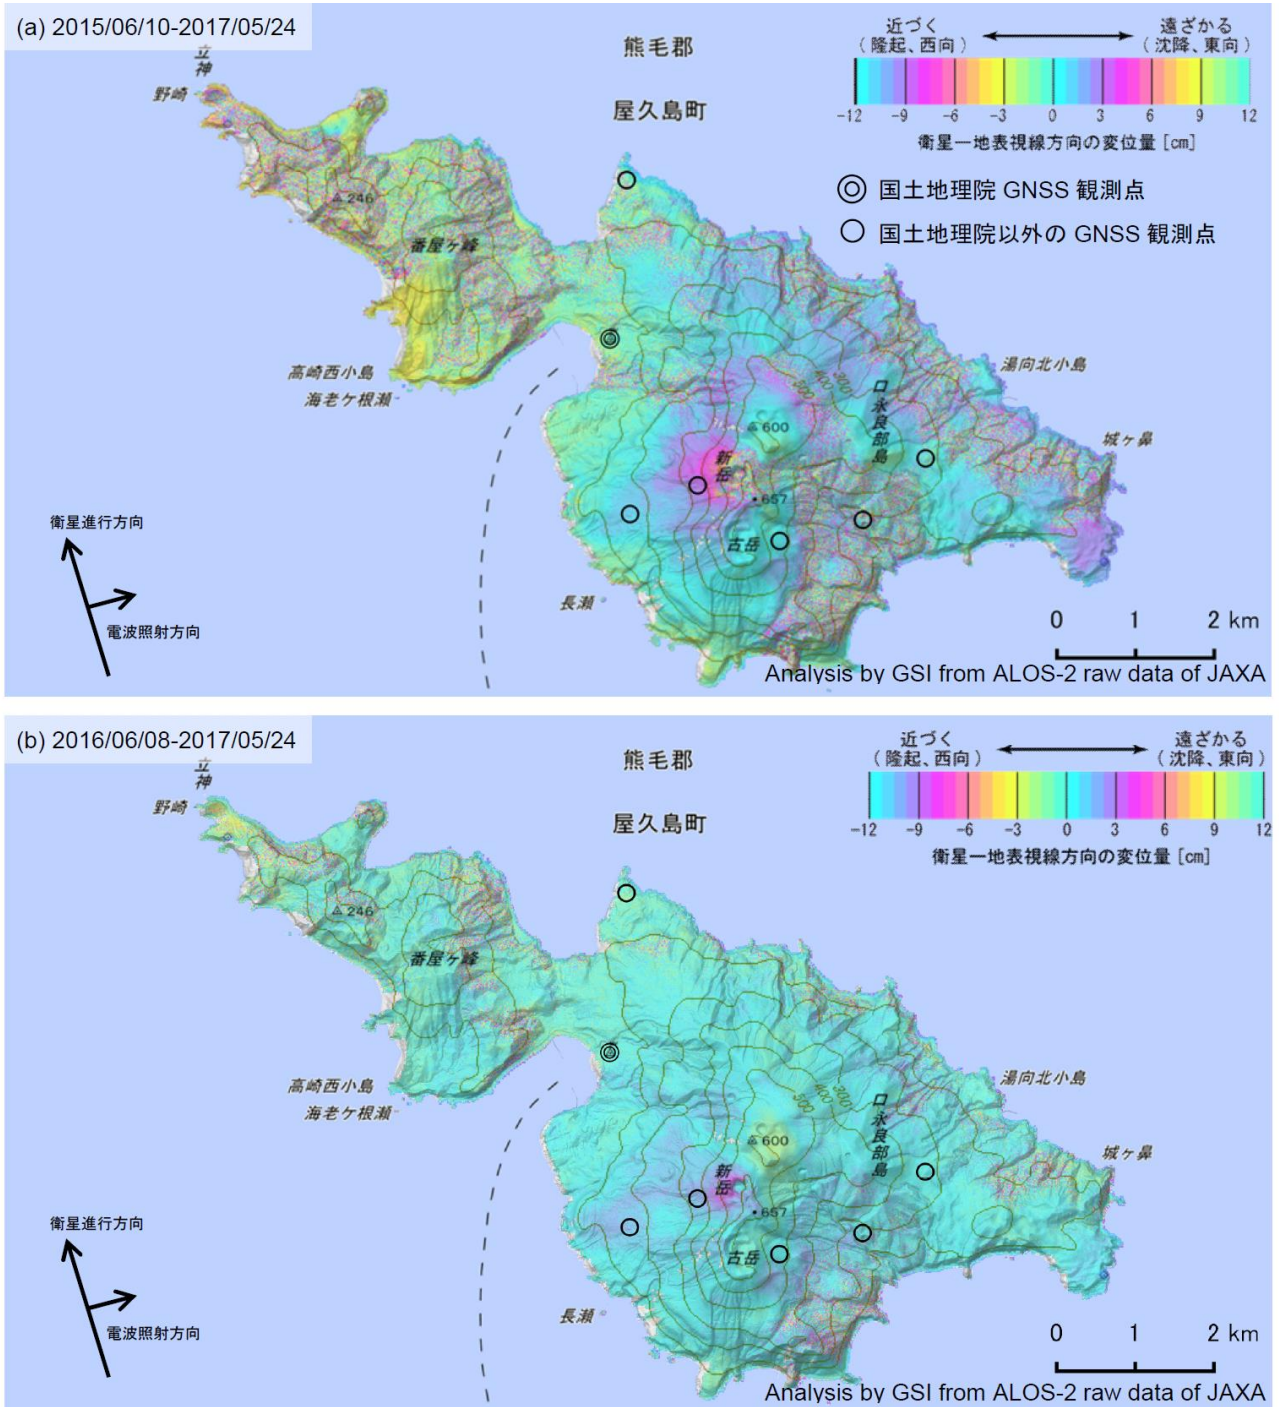 (a) 2015/06/10-2017/05/24
近づく
(隆起、西向)
遠ざかる
(沈降、東向)
-12 -9 -6 -3 0 3 6 9 12
衛星ー地表視線方向の変位量 [cm]
国土地理院 GNSS 観測点
国土地理院以外の GNSS 観測点
熊毛郡
屋久島町
立神
野崎
246
番屋ヶ峰
高崎西小島
海老ケ根瀬
湯向北小島
城ヶ鼻
口永良部島
300
400
500
600
新岳
657
古岳
長瀬
衛星進行方向
電波照射方向
0 1 2 km
Analysis by GSI from ALOS-2 raw data of JAXA
(b) 2016/06/08-2017/05/24
近づく
(隆起、西向)
遠ざかる
(沈降、東向)
-12 -9 -6 -3 0 3 6 9 12
衛星ー地表視線方向の変位量 [cm]
熊毛郡
屋久島町
立神
野崎
246
番屋ヶ峰
高崎西小島
海老ケ根瀬
湯向北小島
城ヶ鼻
口永良部島
300
400
500
600
新岳
657
古岳
長瀬
衛星進行方向
電波照射方向
0 1 2 km
Analysis by GSI from ALOS-2 raw data of JAXA